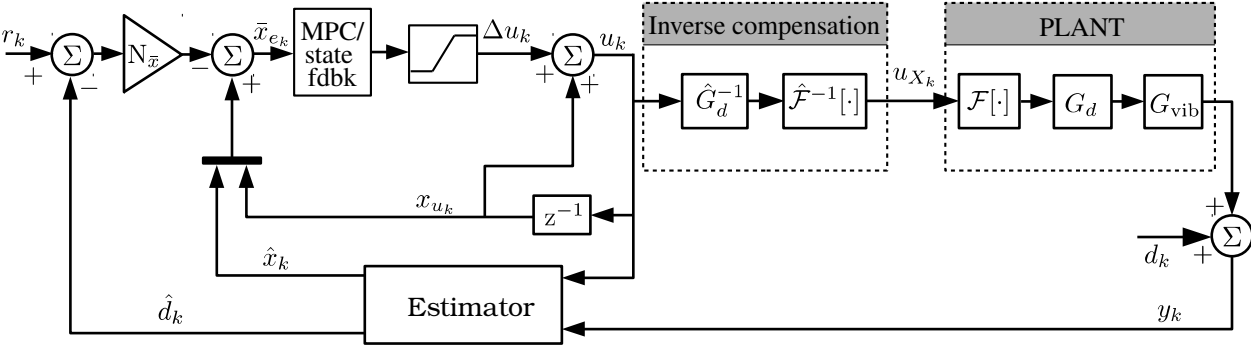 r_k
+
Σ
−
N_x̄
−
Σ
+
x̄_{e_k}
MPC/
state
fdbk
Δu_k
+
Σ
+
u_k
Inverse compensation
Ĝ_d^{-1}
\hat{ℱ}^{-1}[·]
u_{X_k}
PLANT
ℱ[·]
G_d
G_vib
x_{u_k}
z^{-1}
+
Σ
+
d_k
x̂_k
Estimator
d̂_k
y_k